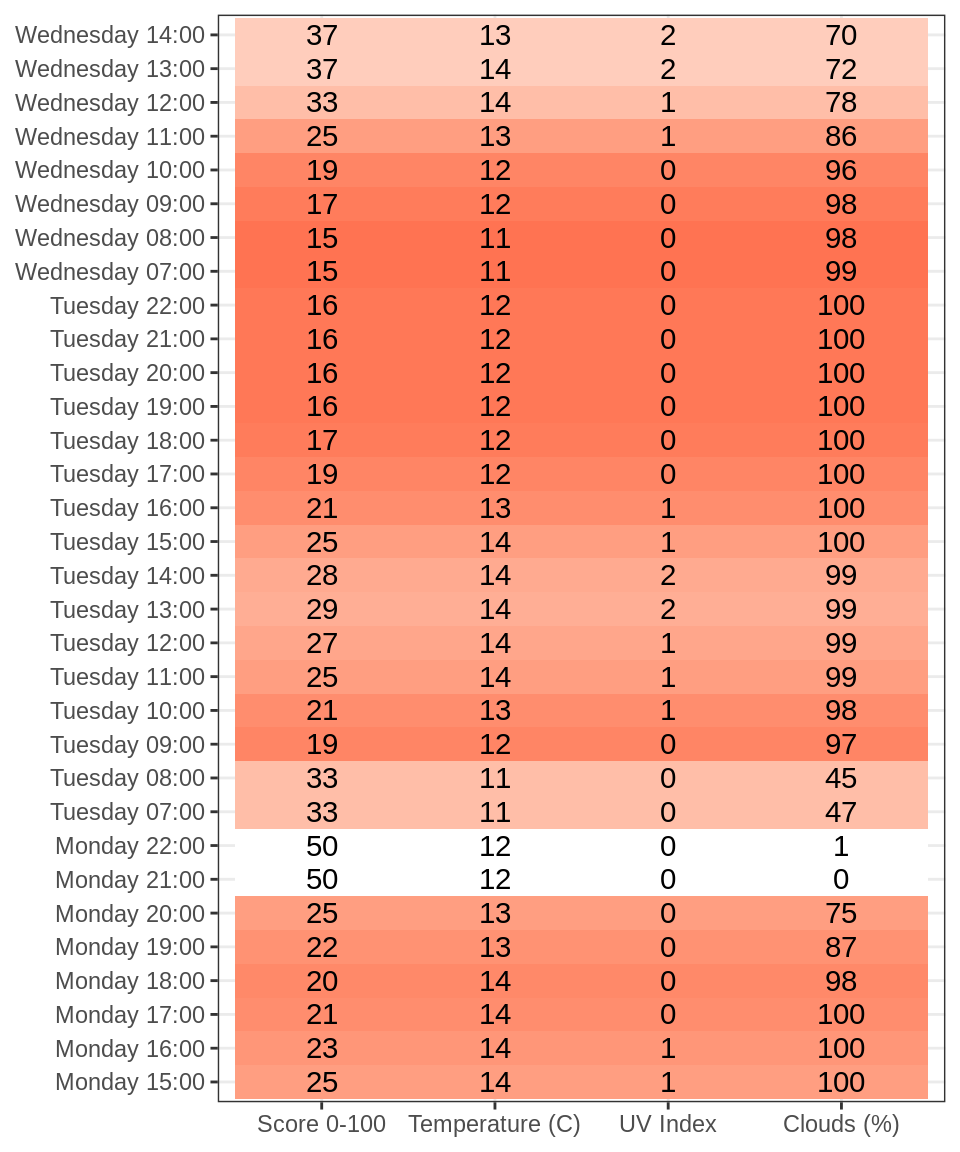 Wednesday 14:00 37 13 2 70
Wednesday 13:00 37 14 2 72
Wednesday 12:00 33 14 1 78
Wednesday 11:00 25 13 1 86
Wednesday 10:00 19 12 0 96
Wednesday 09:00 17 12 0 98
Wednesday 08:00 15 11 0 98
Wednesday 07:00 15 11 0 99
Tuesday 22:00 16 12 0 100
Tuesday 21:00 16 12 0 100
Tuesday 20:00 16 12 0 100
Tuesday 19:00 16 12 0 100
Tuesday 18:00 17 12 0 100
Tuesday 17:00 19 12 0 100
Tuesday 16:00 21 13 1 100
Tuesday 15:00 25 14 1 100
Tuesday 14:00 28 14 2 99
Tuesday 13:00 29 14 2 99
Tuesday 12:00 27 14 1 99
Tuesday 11:00 25 14 1 99
Tuesday 10:00 21 13 1 98
Tuesday 09:00 19 12 0 97
Tuesday 08:00 33 11 0 45
Tuesday 07:00 33 11 0 47
Monday 22:00 50 12 0 1
Monday 21:00 50 12 0 0
Monday 20:00 25 13 0 75
Monday 19:00 22 13 0 87
Monday 18:00 20 14 0 98
Monday 17:00 21 14 0 100
Monday 16:00 23 14 1 100
Monday 15:00 25 14 1 100
Score 0-100 Temperature (C) UV Index Clouds (%)